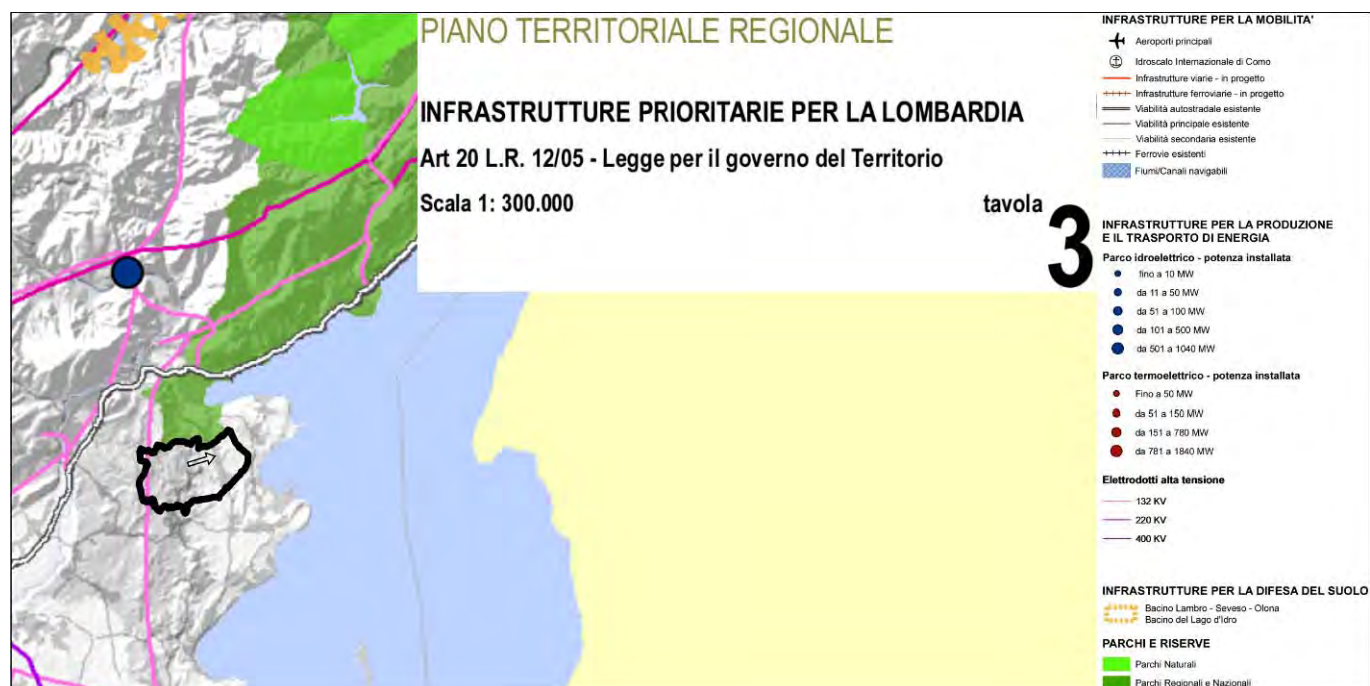 PIANO TERRITORIALE REGIONALE
INFRASTRUTTURE PRIORITARIE PER LA LOMBARDIA
Art 20 L.R. 12/05 - Legge per il governo del Territorio
Scala 1: 300.000
tavola 3
INFRASTRUTTURE PER LA MOBILITA'
Aeroporti principali
Idroscalo Internazionale di Como
Infrastrutture viarie - in progetto
Infrastrutture ferroviarie - in progetto
Viabilità autostradale esistente
Viabilità principale esistente
Viabilità secondaria esistente
Ferrovie esistenti
Fiumi/Canali navigabili
INFRASTRUTTURE PER LA PRODUZIONE
E IL TRASPORTO DI ENERGIA
Parco idroelettrico - potenza installata
fino a 10 MW
da 11 a 50 MW
da 51 a 100 MW
da 101 a 500 MW
da 501 a 1040 MW
Parco termoelettrico - potenza installata
Fino a 50 MW
da 51 a 150 MW
da 151 a 780 MW
da 781 a 1840 MW
Elettrodotti alta tensione
132 KV
220 KV
400 KV
INFRASTRUTTURE PER LA DIFESA DEL SUOLO
Bacino Lambro - Seveso - Olona
Bacino del Lago d'Idro
PARCHI E RISERVE
Parchi Naturali
Parchi Regionali e Nazionali